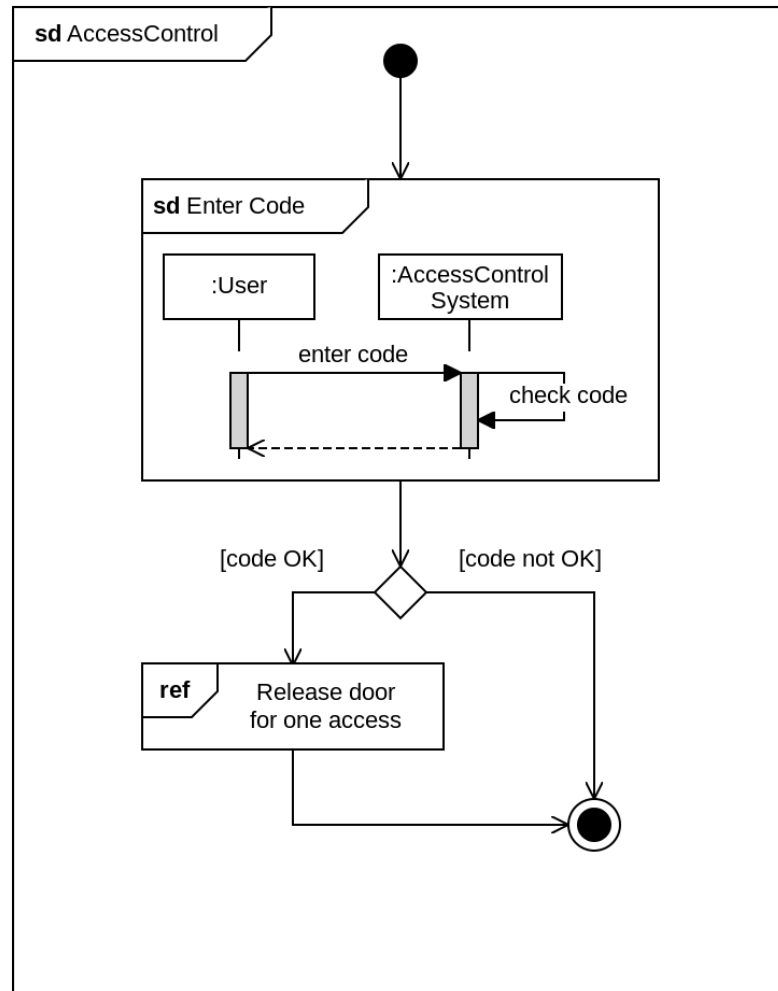 sd AccessControl
sd Enter Code
:User
:AccessControl
System
enter code
check code
[code OK]
[code not OK]
ref
Release door
for one access